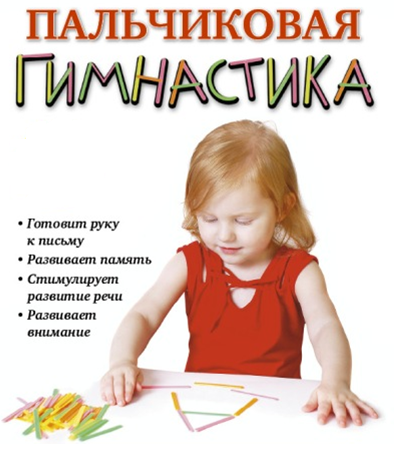 ПАЛЬЧИКОВАЯ
ГИМНАСТИКА
• Готовит руку
к письму
• Развивает память
• Стимулирует
развитие речи
• Развивает
внимание